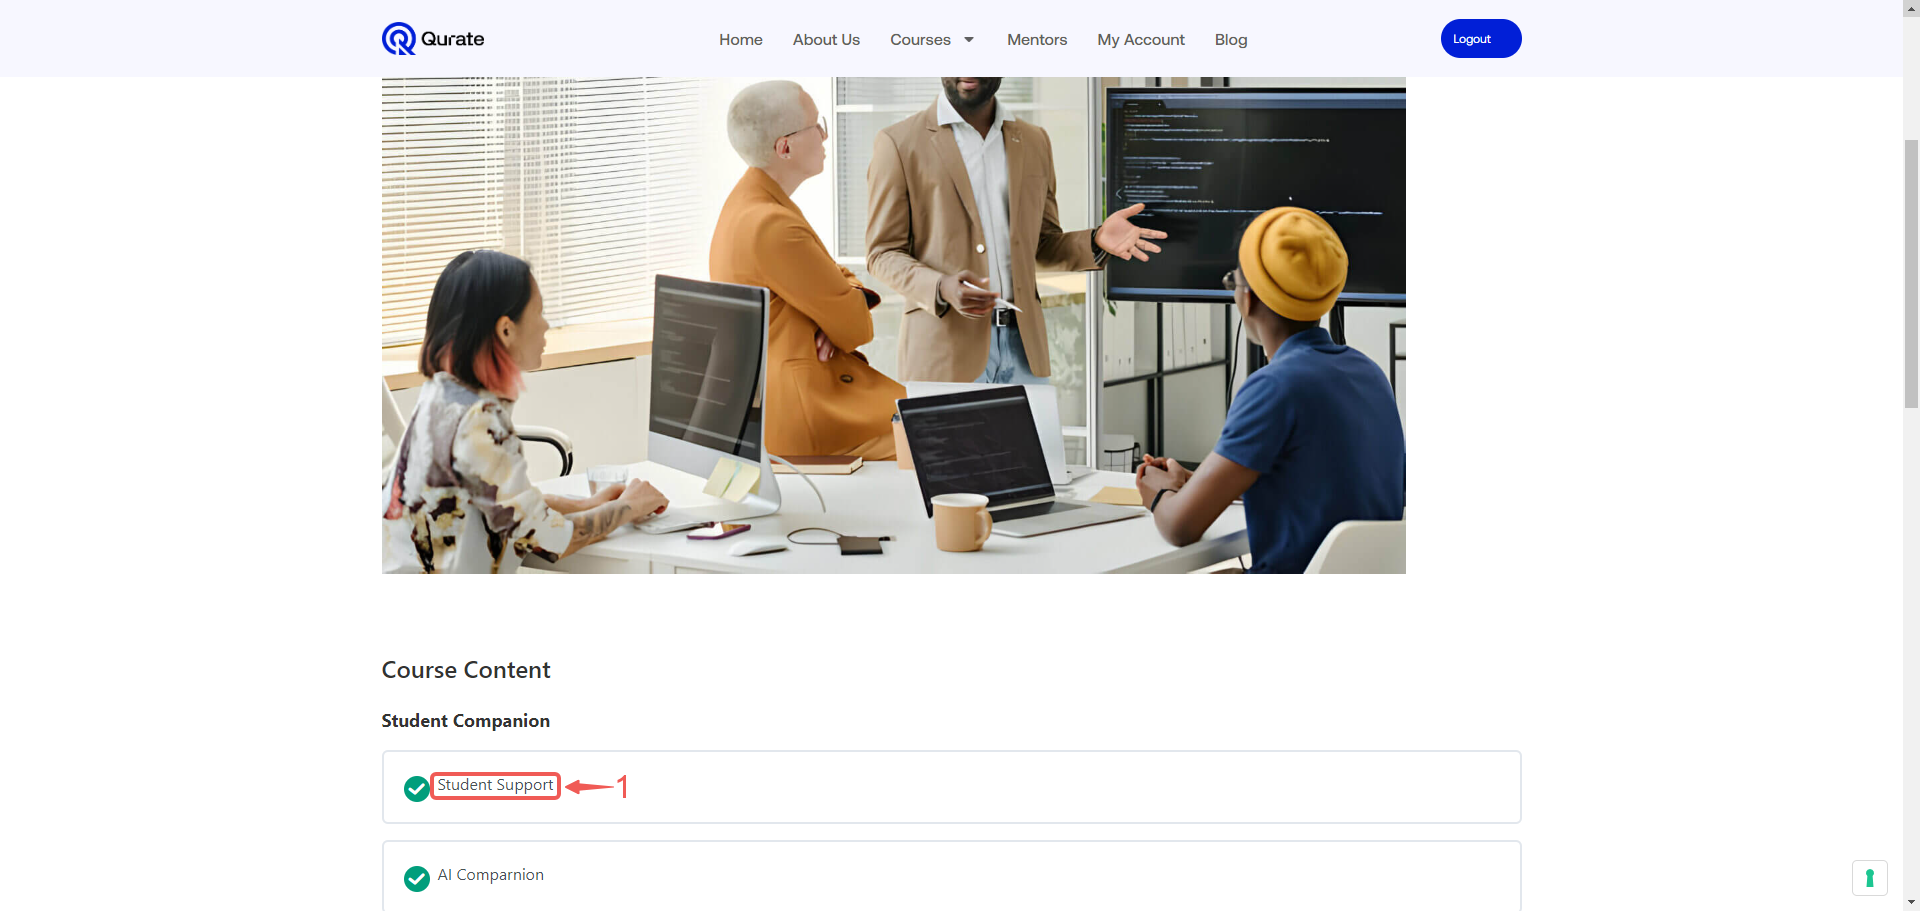 Qurate
Home
About Us
Courses
Mentors
My Account
Blog
Logout
Course Content
Student Companion
Student Support
1
AI Comparnion